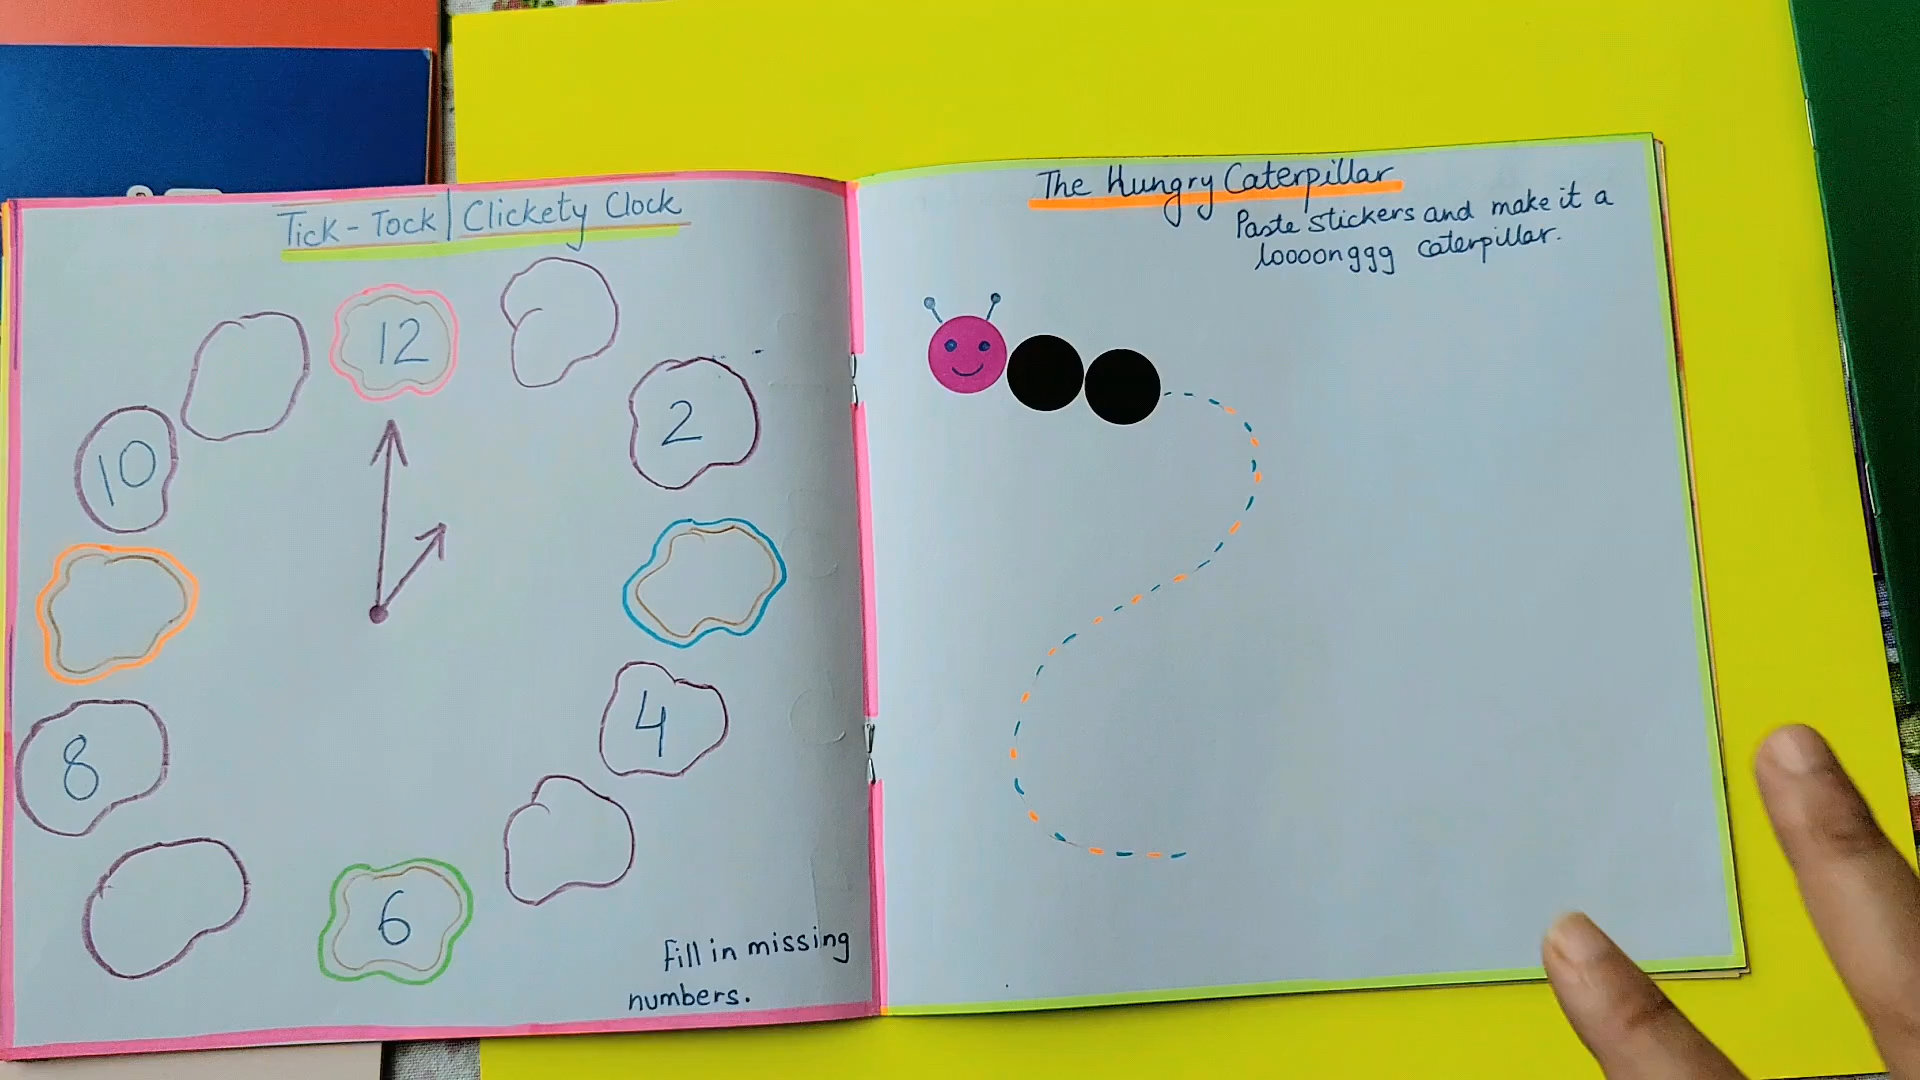 Tick-Tock | Clickety Clock
12
2
10
4
8
6
fill in missing
numbers.
The Hungry Caterpillar
Paste stickers and make it a
loooonggg caterpillar.